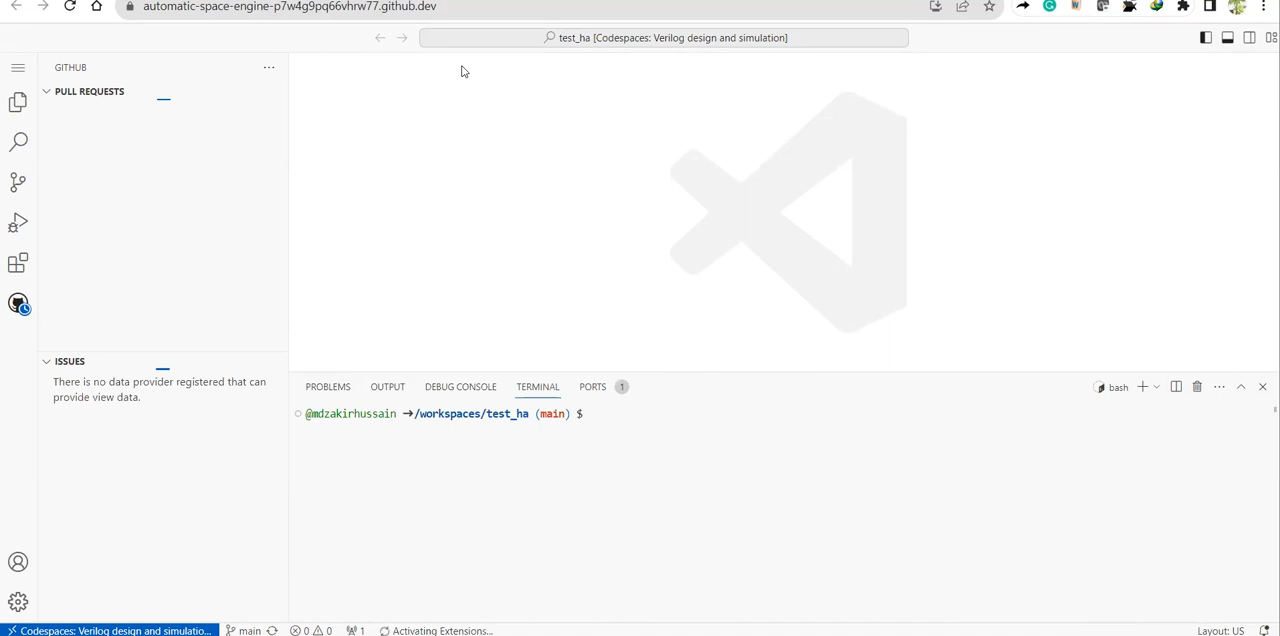 automatic-space-engine-p7w4g9pq66vhrw77.github.dev
test_ha [Codespaces: Verilog design and simulation]
GITHUB
PULL REQUESTS
ISSUES
There is no data provider registered that can
provide view data.
PROBLEMS OUTPUT DEBUG CONSOLE TERMINAL PORTS 1
bash
@mdzakirhussain ➜/workspaces/test_ha (main) $
Codespaces: Verilog design and simulatio... main 0 0 1 Activating Extensions... Layout: US